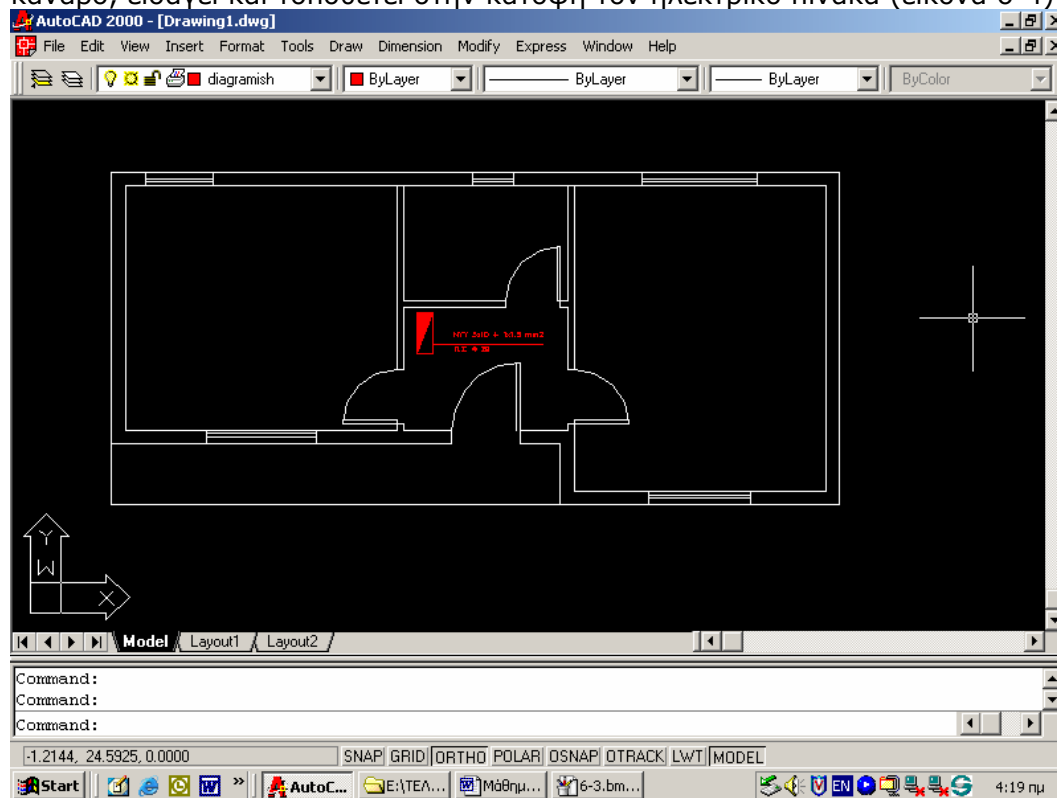 κάναβο, εισάγει και τοποθετεί στην κάτοψη τον ηλεκτρικό πίνακα (εικόνα 6-4)
AutoCAD 2000 - [Drawing1.dwg]
File Edit View Insert Format Tools Draw Dimension Modify Express Window Help
diagramish ByLayer ByLayer ByLayer ByColor
mm2
Y
W
X
Model Layout1 Layout2
Command:
Command:
Command:
-1.2144, 24.5925, 0.0000 SNAP GRID ORTHO POLAR OSNAP OTRACK LWT MODEL
Start » AutoC... E:\ΤΕΛ... Μάθημ... 6-3.bm... EN 4:19 πμ